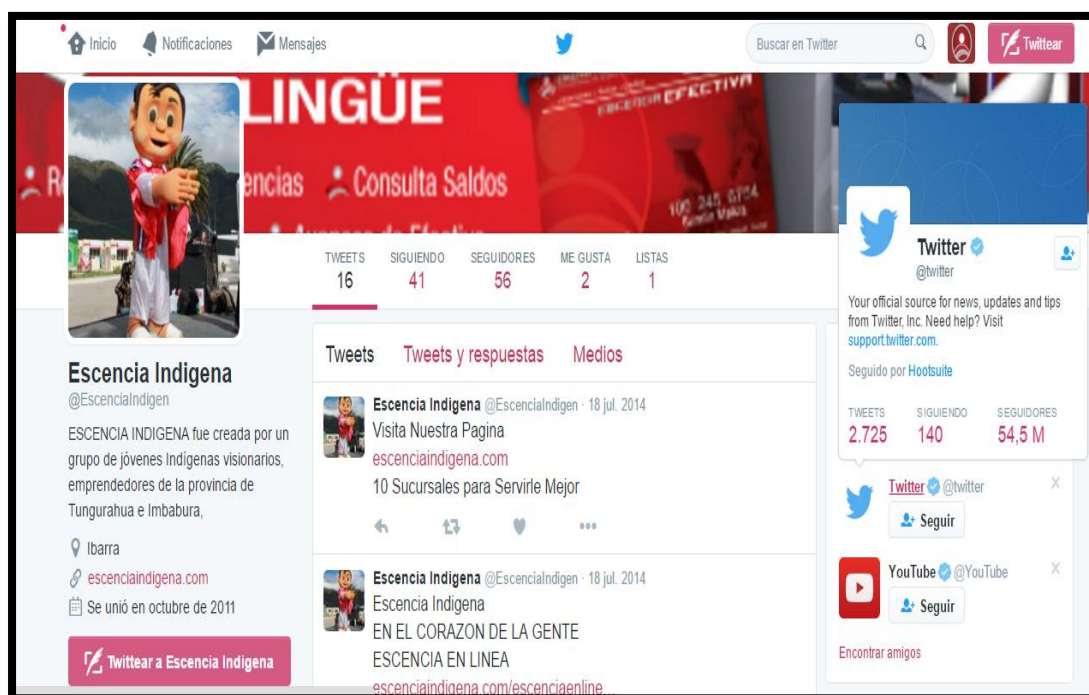 Inicio Notificaciones Mensajes
Buscar en Twitter
Twittear
LINGÜE
encias Consulta Saldos
EFECTIVA
TWEETS SIGUIENDO SEGUIDORES ME GUSTA LISTAS
16 41 56 2 1
Escencia Indigena
@EscenciaIndigen
ESCENCIA INDIGENA fue creada por un
grupo de jóvenes Indígenas visionarios,
emprendedores de la provincia de
Tungurahua e Imbabura,
Ibarra
escenciaindigena.com
Se unió en octubre de 2011
Twittear a Escencia Indigena
Tweets Tweets y respuestas Medios
Escencia Indigena @EscenciaIndigen · 18 jul. 2014
Visita Nuestra Pagina
escenciaindigena.com
10 Sucursales para Servirle Mejor
Escencia Indigena @EscenciaIndigen · 18 jul. 2014
Escencia Indigena
EN EL CORAZON DE LA GENTE
ESCENCIA EN LINEA
escenciaindigena.com/escenciaenline...
Twitter
@twitter
Your official source for news, updates and tips
from Twitter, Inc. Need help? Visit
support.twitter.com.
Seguido por Hootsuite
TWEETS SIGUIENDO SEGUIDORES
2.725 140 54,5 M
Twitter @twitter
Seguir
YouTube @YouTube
Seguir
Encontrar amigos